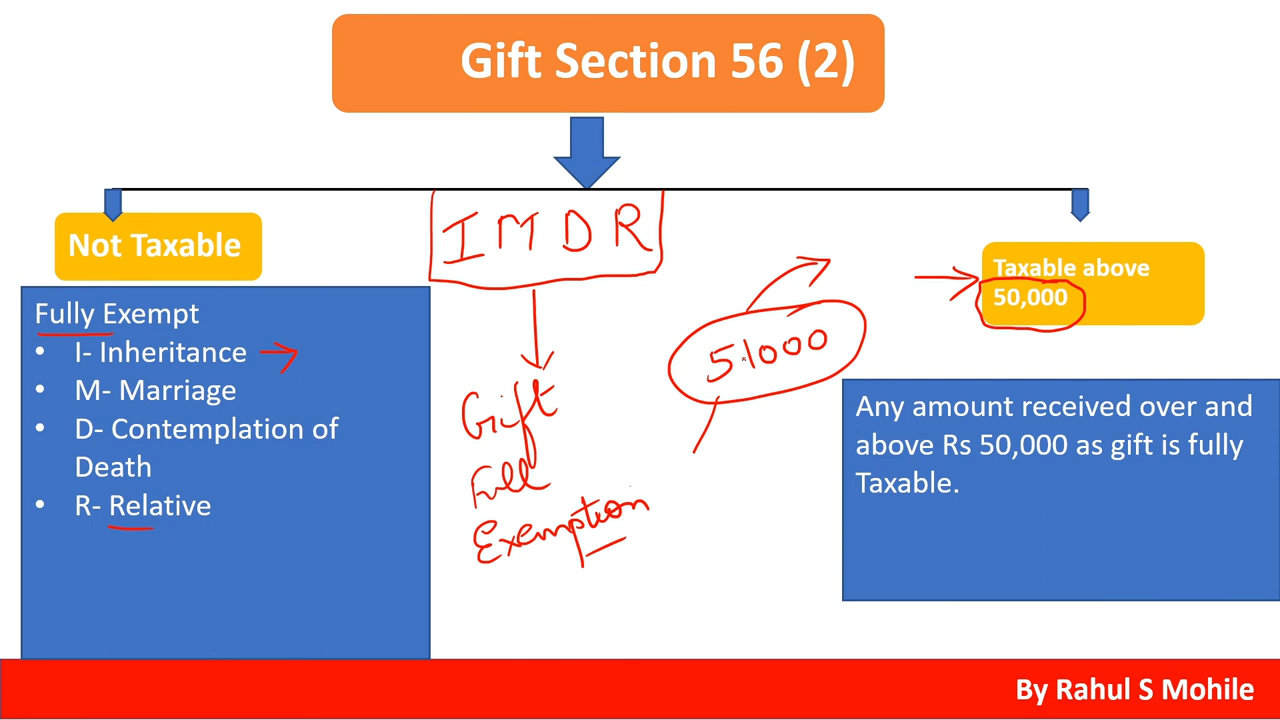 Gift Section 56 (2)
Not Taxable
Fully Exempt
• I- Inheritance
• M- Marriage
• D- Contemplation of
Death
• R- Relative
I M D R
Gift
Full
Exemption
51000
Taxable above
50,000
Any amount received over and
above Rs 50,000 as gift is fully
Taxable.
By Rahul S Mohile